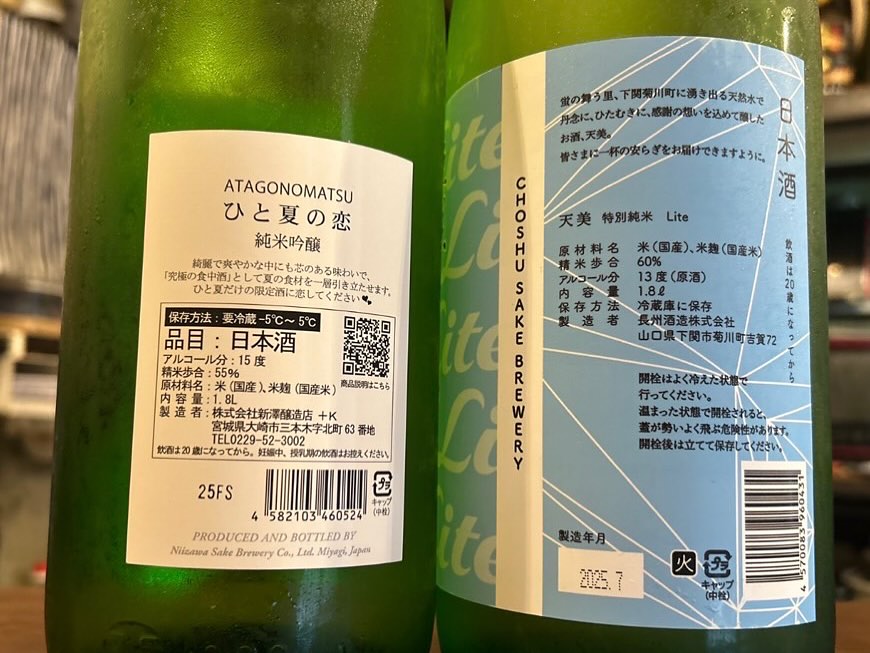 ATAGONOMATSU
ひと夏の恋
純米吟醸
綺麗で爽やかな中にも芯のある味わいで、
「究極の食中酒」として夏の食材を一層引き立たせます。
ひと夏だけの限定酒に恋してください
保存方法：要冷蔵 -5℃〜 5℃
品目：日本酒
アルコール分：15度
精米歩合：55%
原材料名：米（国産）、米麹（国産米）
内容量：1.8L
製造者：株式会社新澤醸造店 +K
宮城県大崎市三本木字北町63番地
TEL0229-52-3002
商品説明はこちら
飲酒は20歳になってから。妊娠中、授乳期の飲酒はお控えください。
25FS
4 582103 460524
プラ
キャップ
(中栓)
PRODUCED AND BOTTLED BY
Niizawa Sake Brewery Co., Ltd. Miyagi, Japan
ite
Li
ite
Li
ite
CHOSHU SAKE BREWERY
蛍の舞う里、下関菊川町に湧き出る天然水で
丹念に、ひたむきに、感謝の想いを込めて醸した
お酒、天美。
皆さまに一杯の安らぎをお届けできますように。
日本酒
飲酒は20歳になってから
天美 特別純米 Lite
原材料名 米（国産）、米麹（国産米）
精米歩合 60%
アルコール分 13度（原酒）
内容量 1.8ℓ
保存方法 冷蔵庫に保存
製造者 長州酒造株式会社
山口県下関市菊川町吉賀72
開栓はよく冷えた状態で
行ってください。
温まった状態で開栓されると、
蓋が勢いよく飛ぶ危険性があります。
開栓後は立てて保存してください。
製造年月
2025.7
火
プラ
キャップ
(中栓)
4 570083 960431